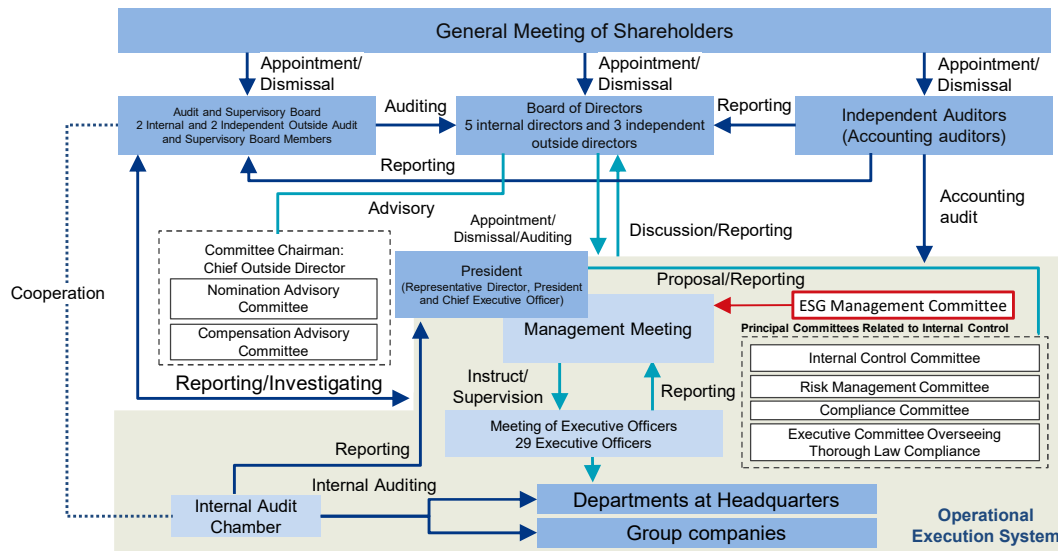 General Meeting of Shareholders
Appointment/
Dismissal
Appointment/
Dismissal
Appointment/
Dismissal
Audit and Supervisory Board
2 Internal and 2 Independent Outside Audit
and Supervisory Board Members
Auditing
Board of Directors
5 internal directors and 3 independent
outside directors
Reporting
Independent Auditors
(Accounting auditors)
Reporting
Advisory
Accounting
audit
Appointment/
Dismissal/Auditing
Discussion/Reporting
Committee Chairman:
Chief Outside Director
Nomination Advisory
Committee
Compensation Advisory
Committee
Cooperation
President
(Representative Director, President
and Chief Executive Officer)
Proposal/Reporting
ESG Management Committee
Management Meeting
Principal Committees Related to Internal Control
Internal Control Committee
Risk Management Committee
Compliance Committee
Executive Committee Overseeing
Thorough Law Compliance
Reporting/Investigating
Instruct/
Supervision
Reporting
Meeting of Executive Officers
29 Executive Officers
Reporting
Internal Auditing
Internal Audit
Chamber
Departments at Headquarters
Group companies
Operational
Execution System